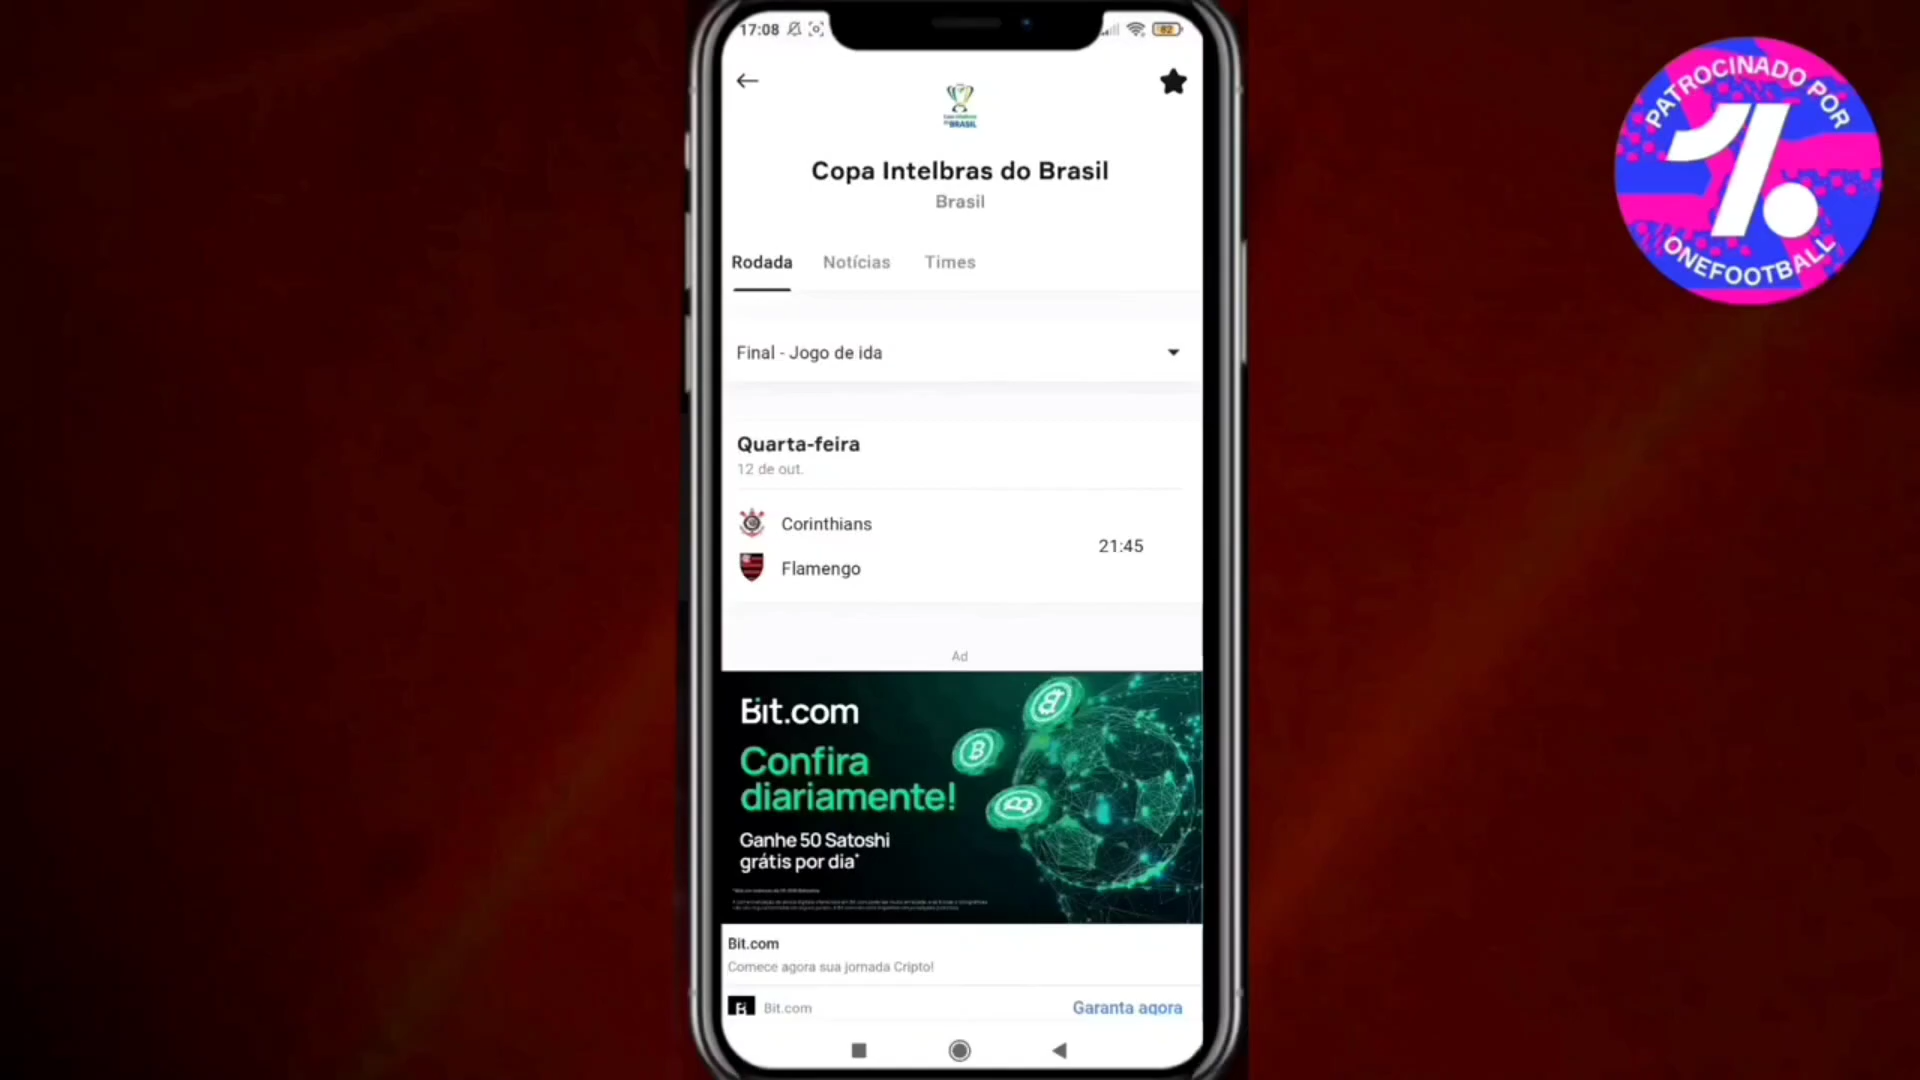 17:08
82
Copa Intelbras do Brasil
Brasil
Rodada Notícias Times
Final - Jogo de ida
Quarta-feira
12 de out.
Corinthians
21:45
Flamengo
Ad
Bit.com
Confira
diariamente!
Ganhe 50 Satoshi
grátis por dia*
Bit.com
Comece agora sua jornada Cripto!
Bit.com Garanta agora
PATROCINADO POR
ONEFOOTBALL